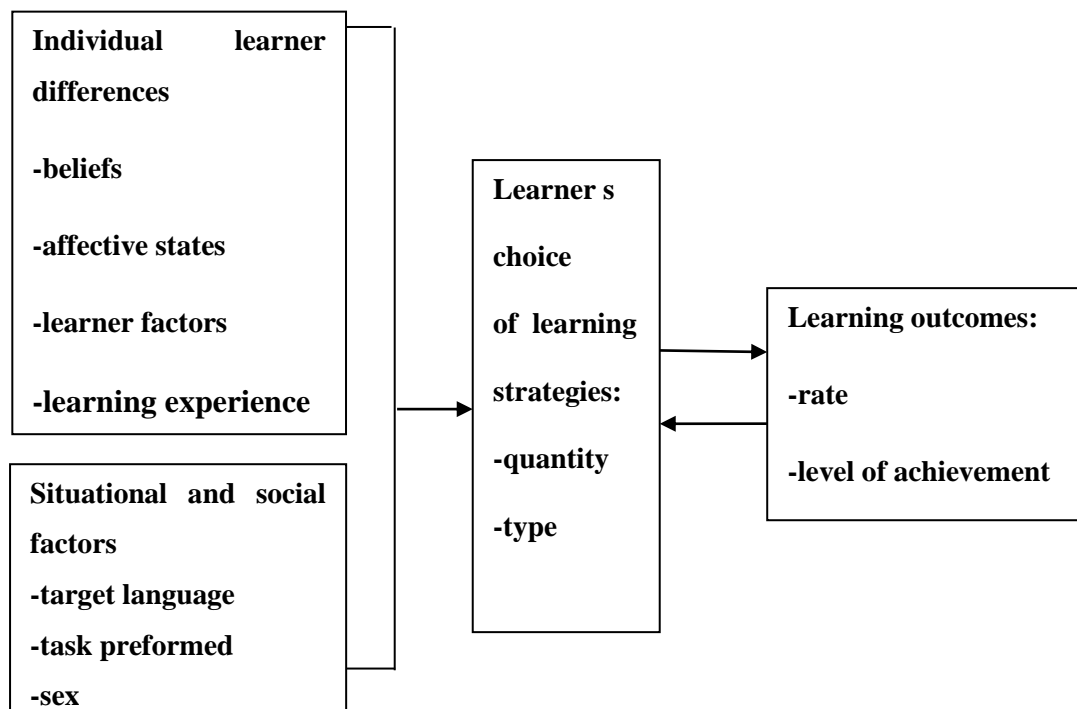 Individual learner
differences
-beliefs
-affective states
-learner factors
-learning experience
Situational and social
factors
-target language
-task preformed
-sex
Learner s
choice
of learning
strategies:
-quantity
-type
Learning outcomes:
-rate
-level of achievement